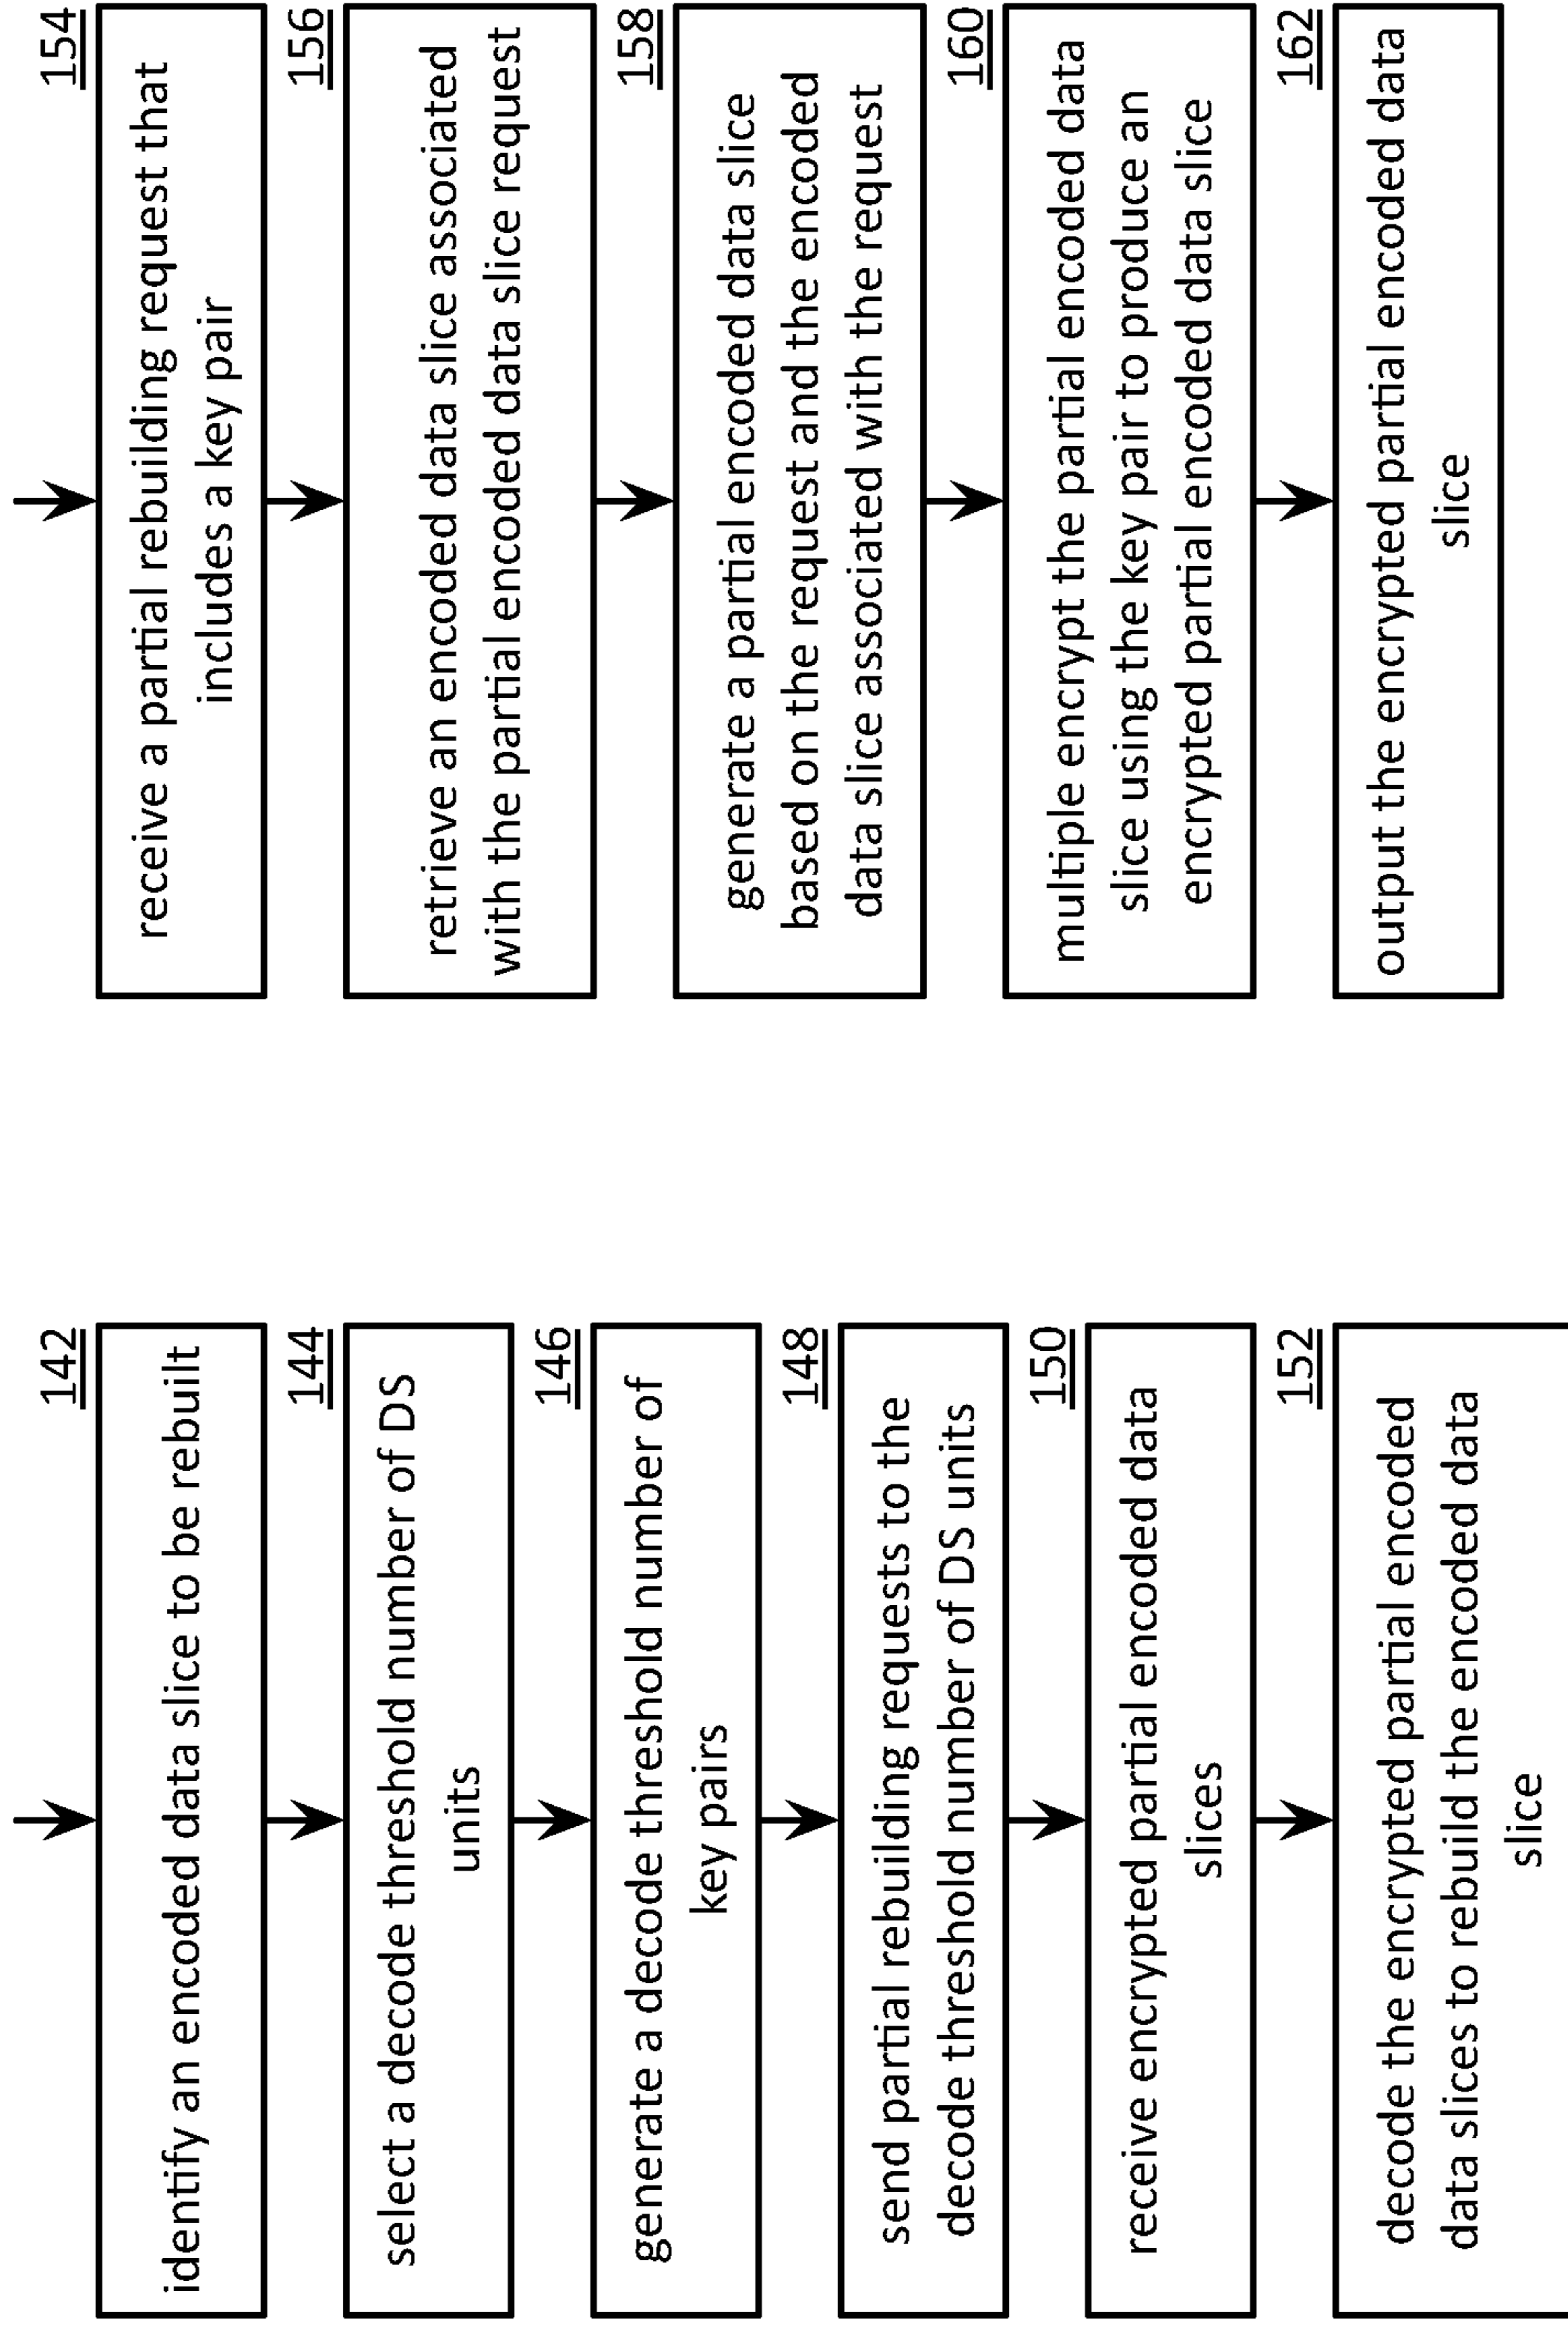 142
identify an encoded data slice to be rebuilt
144
select a decode threshold number of DS
units
146
generate a decode threshold number of
key pairs
148
send partial rebuilding requests to the
decode threshold number of DS units
150
receive encrypted partial encoded data
slices
152
decode the encrypted partial encoded
data slices to rebuild the encoded data
slice
154
receive a partial rebuilding request that
includes a key pair
156
retrieve an encoded data slice associated
with the partial encoded data slice request
158
generate a partial encoded data slice
based on the request and the encoded
data slice associated with the request
160
multiple encrypt the partial encoded data
slice using the key pair to produce an
encrypted partial encoded data slice
162
output the encrypted partial encoded data
slice